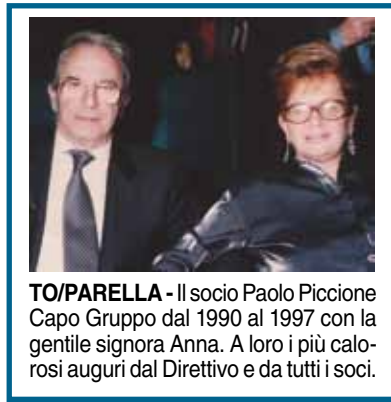 TO/PARELLA - Il socio Paolo Piccione
Capo Gruppo dal 1990 al 1997 con la
gentile signora Anna. A loro i più calo-
rosi auguri dal Direttivo e da tutti i soci.